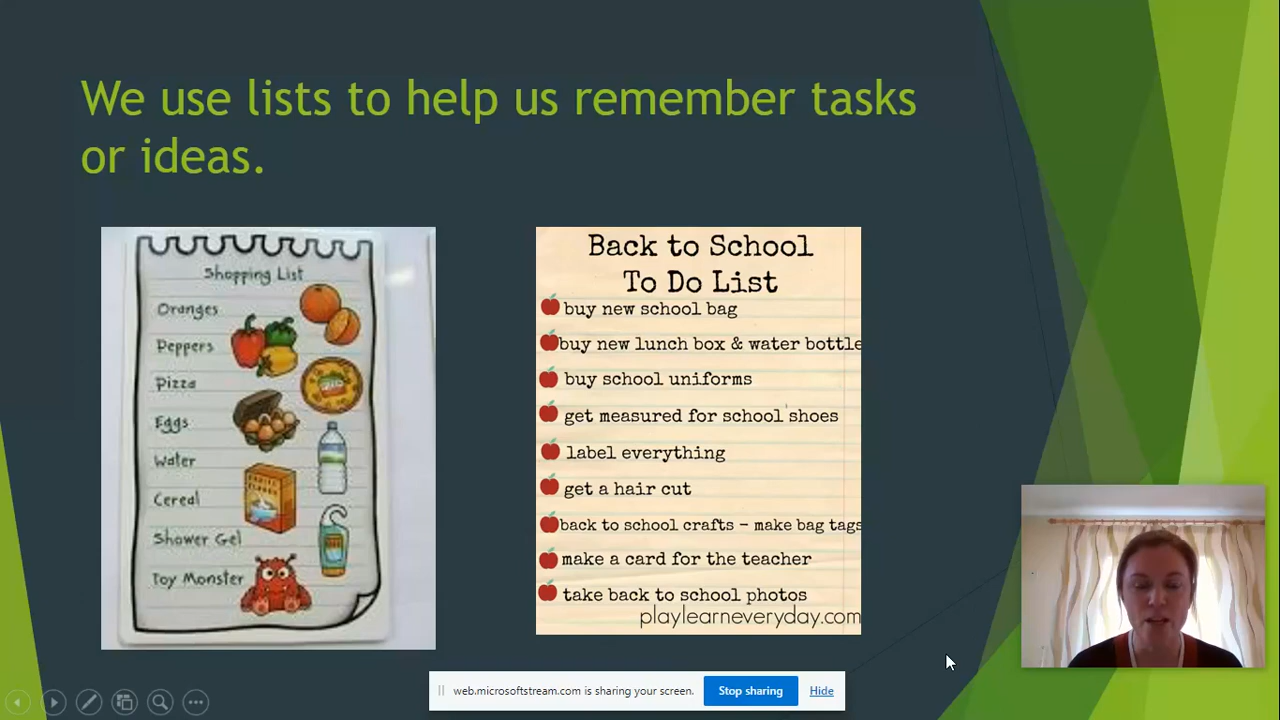 We use lists to help us remember tasks
or ideas.
Shopping List
Oranges
Peppers
Pizza
Eggs
Water
Cereal
Shower Gel
Toy Monster
Back to School
To Do List
buy new school bag
buy new lunch box & water bottle
buy school uniforms
get measured for school shoes
label everything
get a hair cut
back to school crafts - make bag tags
make a card for the teacher
take back to school photos
playlearneveryday.com
web.microsoftstream.com is sharing your screen.
Stop sharing
Hide